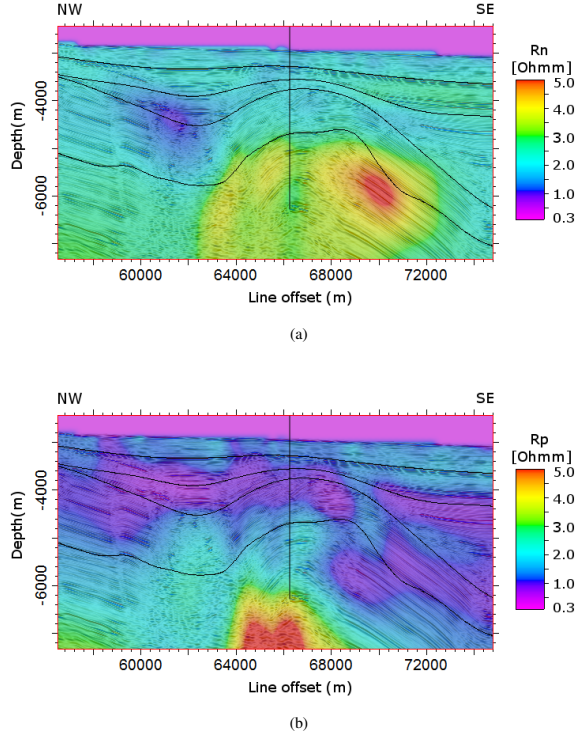 NW SE
Rn
[Ohmm]
5.0
4.0
3.0
2.0
1.0
0.3
Depth(m)
-4000
-6000
60000 64000 68000 72000
Line offset (m)
(a)
NW SE
Rp
[Ohmm]
5.0
4.0
3.0
2.0
1.0
0.3
Depth(m)
-4000
-6000
60000 64000 68000 72000
Line offset (m)
(b)